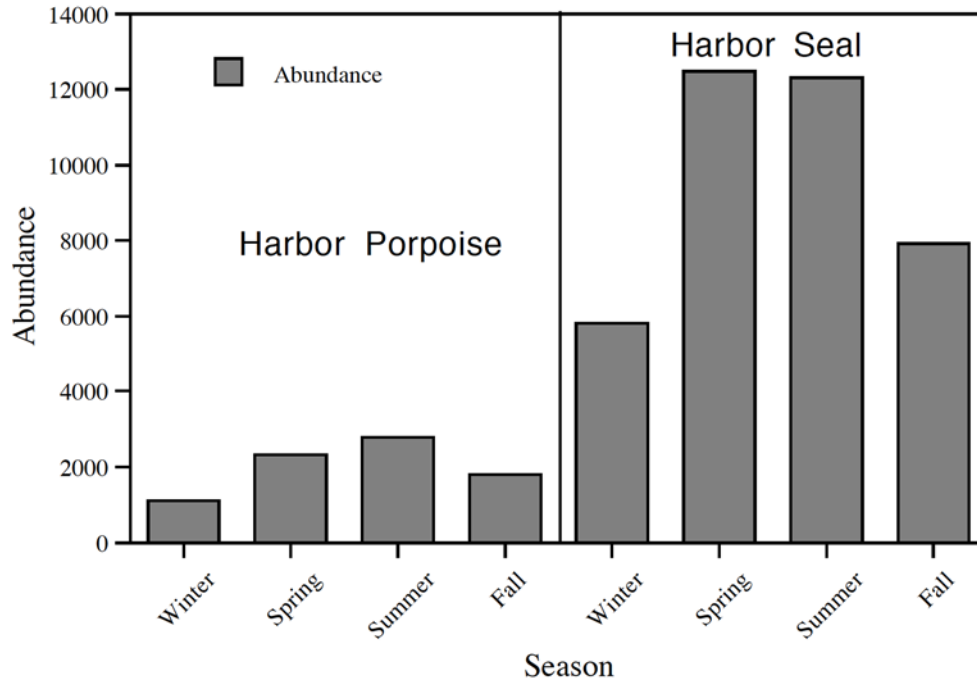 14000
12000
10000
8000
6000
4000
2000
0
Abundance
Abundance
Harbor Porpoise
Harbor Seal
Winter
Spring
Summer
Fall
Winter
Spring
Summer
Fall
Season